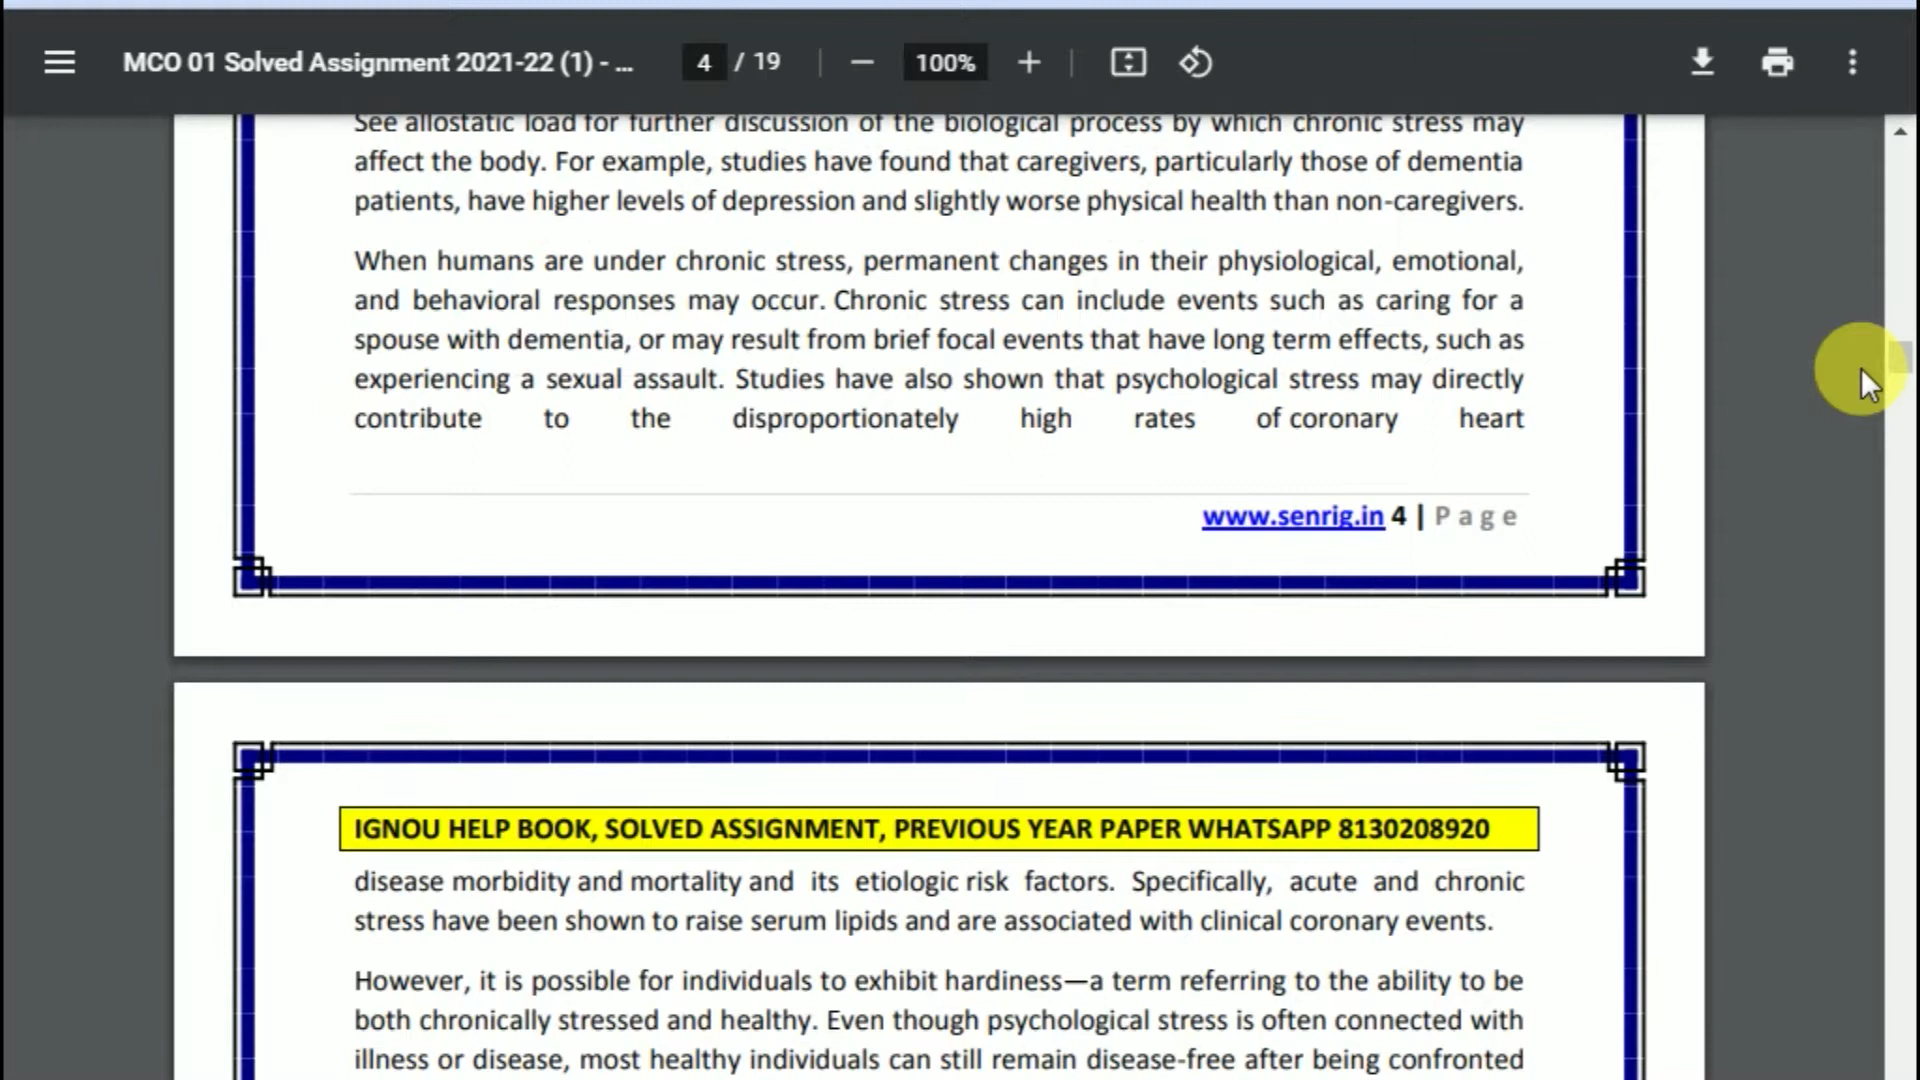 MCO 01 Solved Assignment 2021-22 (1) - ... 4 / 19 100%
See allostatic load for further discussion of the biological process by which chronic stress may
affect the body. For example, studies have found that caregivers, particularly those of dementia
patients, have higher levels of depression and slightly worse physical health than non-caregivers.
When humans are under chronic stress, permanent changes in their physiological, emotional,
and behavioral responses may occur. Chronic stress can include events such as caring for a
spouse with dementia, or may result from brief focal events that have long term effects, such as
experiencing a sexual assault. Studies have also shown that psychological stress may directly
contribute to the disproportionately high rates of coronary heart
www.senrig.in 4 | P a g e
IGNOU HELP BOOK, SOLVED ASSIGNMENT, PREVIOUS YEAR PAPER WHATSAPP 8130208920
disease morbidity and mortality and its etiologic risk factors. Specifically, acute and chronic
stress have been shown to raise serum lipids and are associated with clinical coronary events.
However, it is possible for individuals to exhibit hardiness—a term referring to the ability to be
both chronically stressed and healthy. Even though psychological stress is often connected with
illness or disease, most healthy individuals can still remain disease-free after being confronted